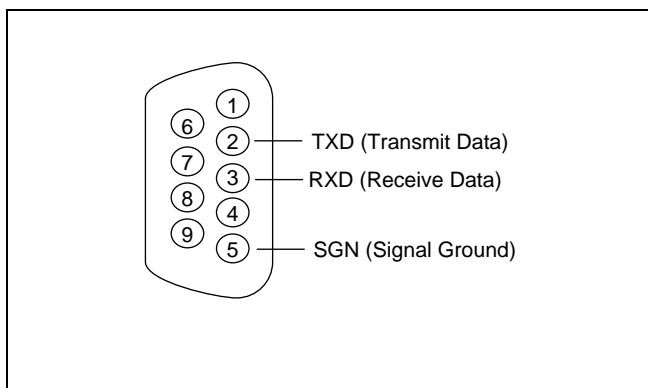 1
6
2 TXD (Transmit Data)
7
3 RXD (Receive Data)
8
4
9
5 SGN (Signal Ground)